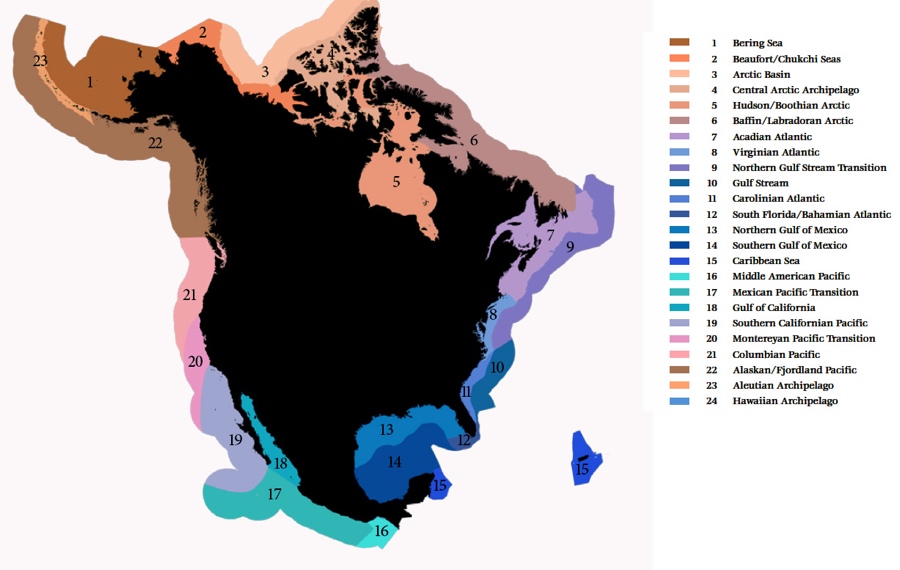 1 Bering Sea
2 Beaufort/Chukchi Seas
3 Arctic Basin
4 Central Arctic Archipelago
5 Hudson/Boothian Arctic
6 Baffin/Labradoran Arctic
7 Acadian Atlantic
8 Virginian Atlantic
9 Northern Gulf Stream Transition
10 Gulf Stream
11 Carolinian Atlantic
12 South Florida/Bahamian Atlantic
13 Northern Gulf of Mexico
14 Southern Gulf of Mexico
15 Caribbean Sea
16 Middle American Pacific
17 Mexican Pacific Transition
18 Gulf of California
19 Southern Californian Pacific
20 Montereyan Pacific Transition
21 Columbian Pacific
22 Alaskan/Fjordland Pacific
23 Aleutian Archipelago
24 Hawaiian Archipelago
2
4
23
3
1
6
22
5
7
9
21
8
20
10
11
13
19
12
14
18
15
15
17
16